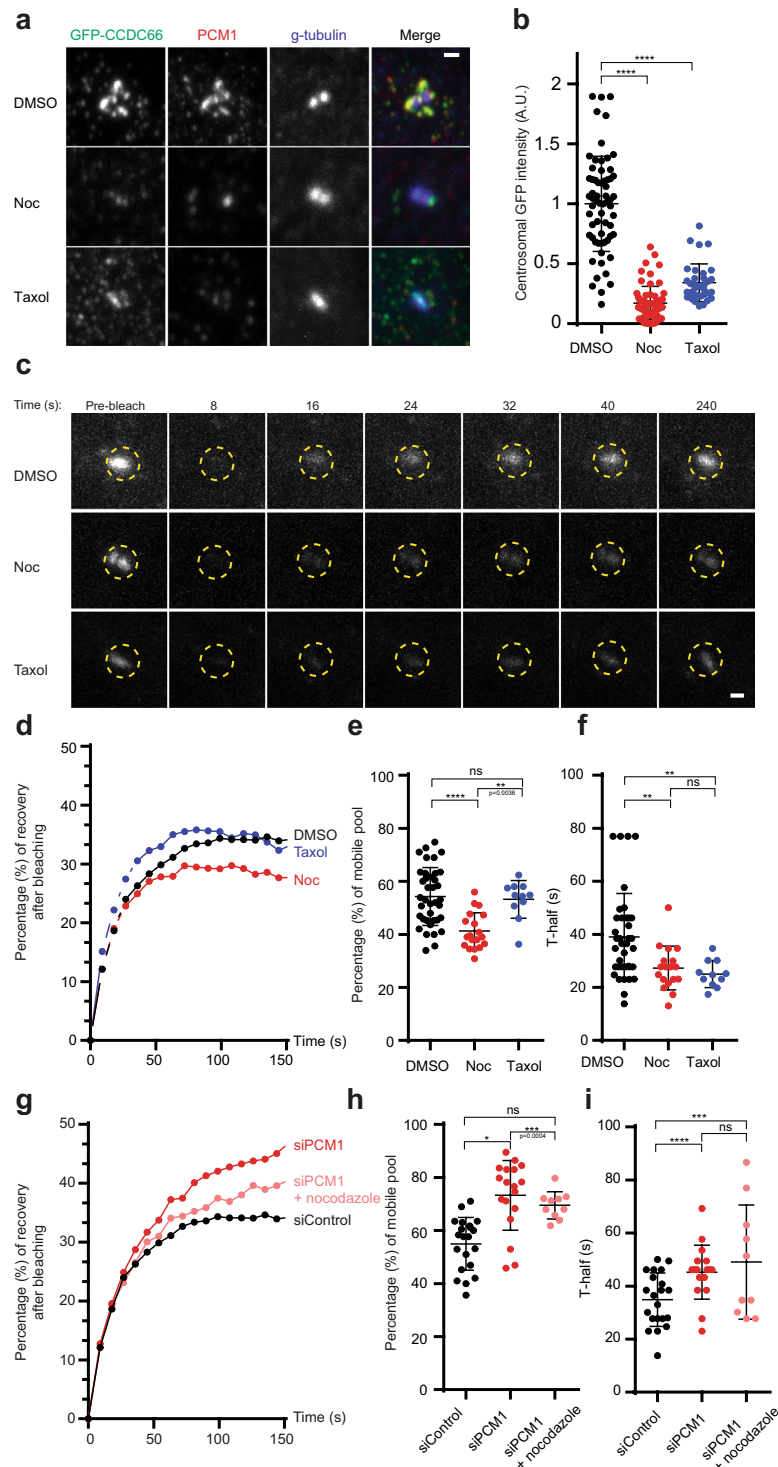 a
GFP-CCDC66 PCM1 g-tubulin Merge
DMSO
Noc
Taxol
b
Centrosomal GFP intensity (A.U.)
****
****
2
1.5
1
0.5
0
DMSO Noc Taxol
c
Time (s): Pre-bleach 8 16 24 32 40 240
DMSO
Noc
Taxol
d
Percentage (%) of recovery
after bleaching
50
40
30
20
10
0
0 50 100 150
Time (s)
DMSO
Taxol
Noc
e
Percentage (%) of mobile pool
100
80
60
40
20
0
ns
**
p=0.0038
****
DMSO Noc Taxol
f
T-half (s)
100
80
60
40
20
0
**
ns
**
DMSO Noc Taxol
g
Percentage (%) of recovery
after bleaching
50
40
30
20
10
0
0 50 100 150
Time (s)
siPCM1
siPCM1
+ nocodazole
siControl
h
Percentage (%) of mobile pool
100
80
60
40
20
0
ns
***
p=0.0004
*
siControl
siPCM1
siPCM1
+ nocodazole
i
T-half (s)
100
80
60
40
20
0
***
ns
****
siControl
siPCM1
siPCM1
+ nocodazole